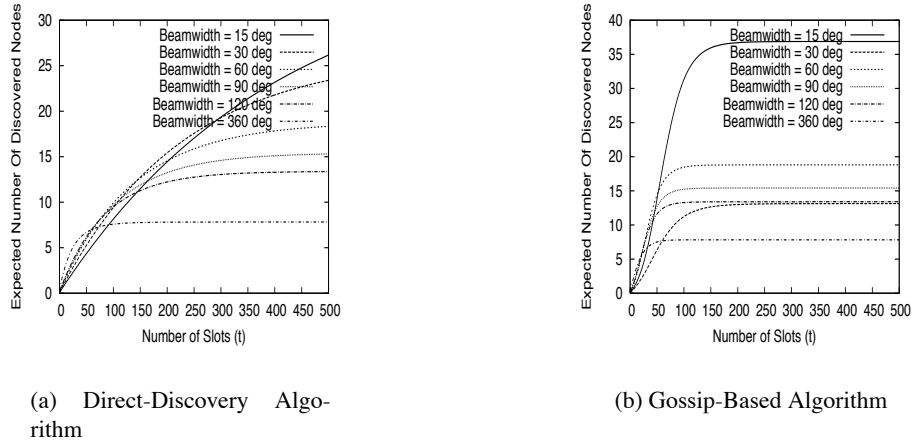 30
25
20
15
10
5
0
Expected Number Of Discovered Nodes
Beamwidth = 15 deg
Beamwidth = 30 deg
Beamwidth = 60 deg
Beamwidth = 90 deg
Beamwidth = 120 deg
Beamwidth = 360 deg
0 50 100 150 200 250 300 350 400 450 500
Number of Slots (t)
(a) Direct-Discovery Algo-
rithm
40
35
30
25
20
15
10
5
0
Expected Number Of Discovered Nodes
Beamwidth = 15 deg
Beamwidth = 30 deg
Beamwidth = 60 deg
Beamwidth = 90 deg
Beamwidth = 120 deg
Beamwidth = 360 deg
0 50 100 150 200 250 300 350 400 450 500
Number of Slots (t)
(b) Gossip-Based Algorithm